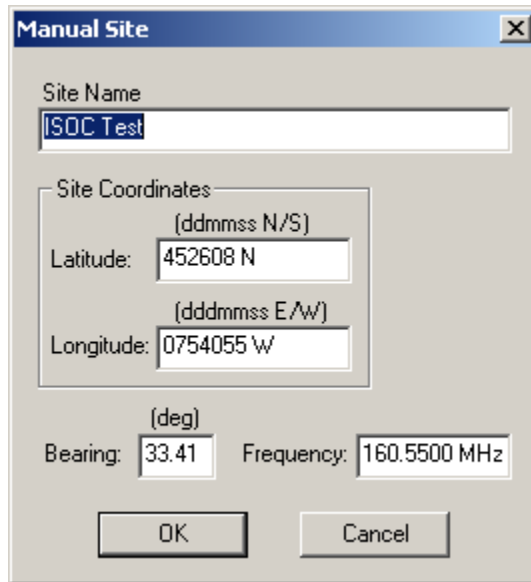 Manual Site
Site Name
ISOC Test
Site Coordinates
(ddmmss N/S)
Latitude: 452608 N
(dddmmss E/W)
Longitude: 0754055 W
(deg)
Bearing: 33.41 Frequency: 160.5500 MHz
OK Cancel